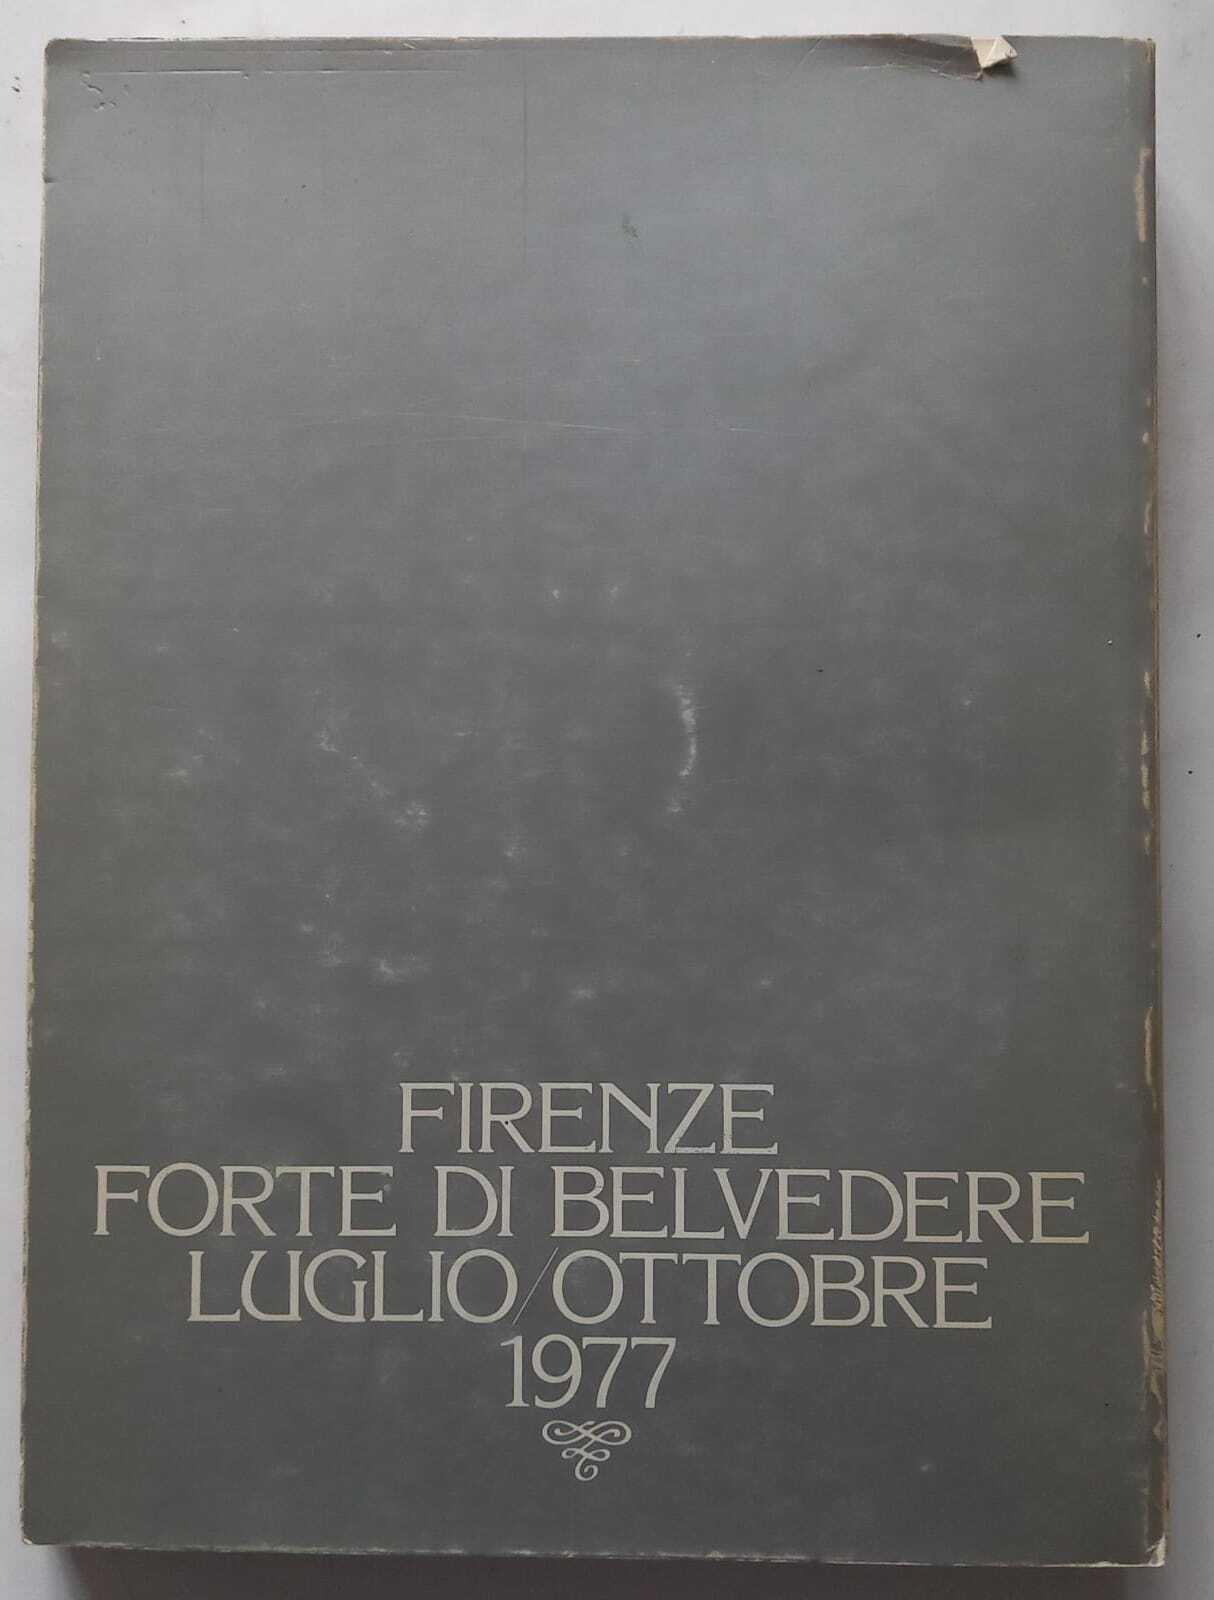 FIRENZE
FORTE DI BELVEDERE
LUGLIO/OTTOBRE
1977